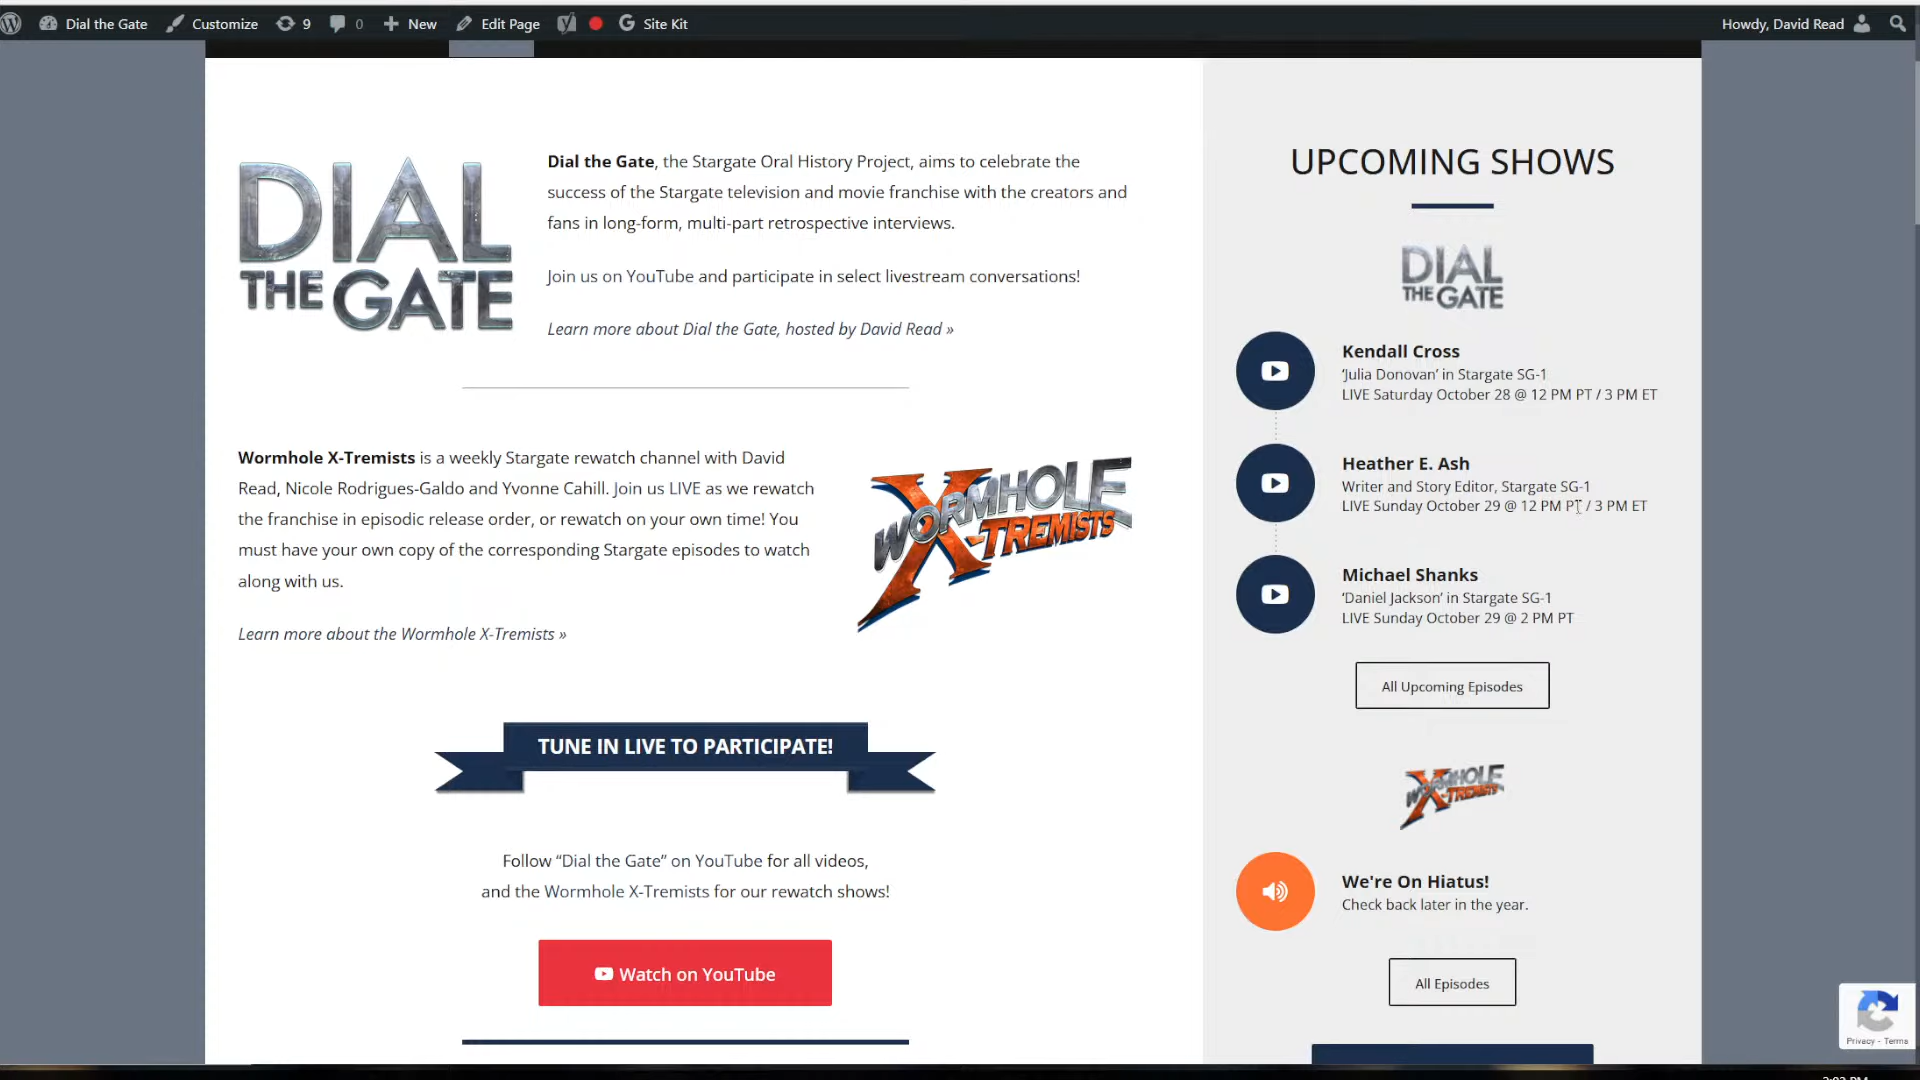 Dial the Gate Customize 9 0 New Edit Page Site Kit Howdy, David Read
DIAL
THE GATE
Dial the Gate, the Stargate Oral History Project, aims to celebrate the
success of the Stargate television and movie franchise with the creators and
fans in long-form, multi-part retrospective interviews.
Join us on YouTube and participate in select livestream conversations!
Learn more about Dial the Gate, hosted by David Read »
Wormhole X-Tremists is a weekly Stargate rewatch channel with David
Read, Nicole Rodrigues-Galdo and Yvonne Cahill. Join us LIVE as we rewatch
the franchise in episodic release order, or rewatch on your own time! You
must have your own copy of the corresponding Stargate episodes to watch
along with us.
Learn more about the Wormhole X-Tremists »
WORMHOLE
X-TREMISTS
TUNE IN LIVE TO PARTICIPATE!
Follow “Dial the Gate” on YouTube for all videos,
and the Wormhole X-Tremists for our rewatch shows!
Watch on YouTube
UPCOMING SHOWS
DIAL
THE GATE
Kendall Cross
‘Julia Donovan’ in Stargate SG-1
LIVE Saturday October 28 @ 12 PM PT / 3 PM ET
Heather E. Ash
Writer and Story Editor, Stargate SG-1
LIVE Sunday October 29 @ 12 PM PT / 3 PM ET
Michael Shanks
‘Daniel Jackson’ in Stargate SG-1
LIVE Sunday October 29 @ 2 PM PT
All Upcoming Episodes
WORMHOLE
X-TREMISTS
We're On Hiatus!
Check back later in the year.
All Episodes
Privacy - Terms